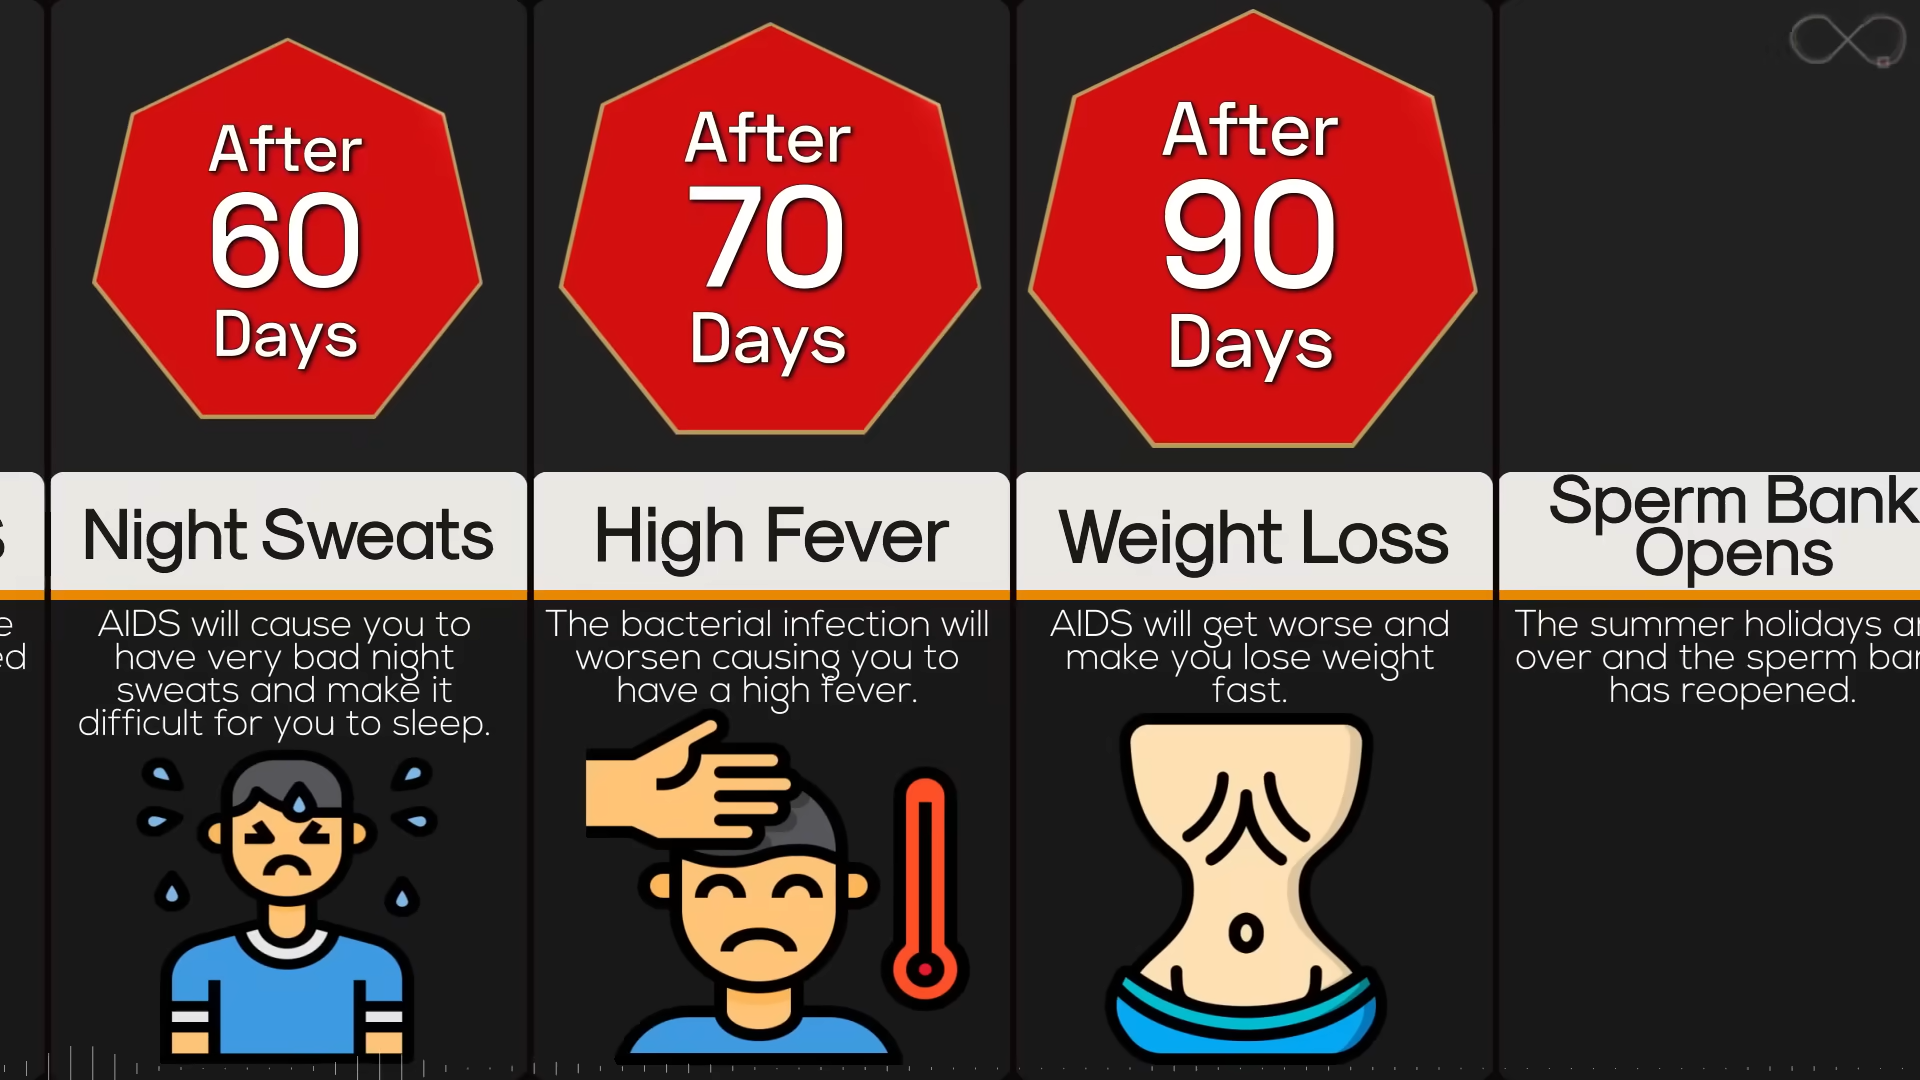 After
60
Days
Night Sweats
AIDS will cause you to
have very bad night
sweats and make it
difficult for you to sleep.
After
70
Days
High Fever
The bacterial infection will
worsen causing you to
have a high fever.
After
90
Days
Weight Loss
AIDS will get worse and
make you lose weight
fast.
Sperm Bank
Opens
The summer holidays
over and the sperm
has reopened.